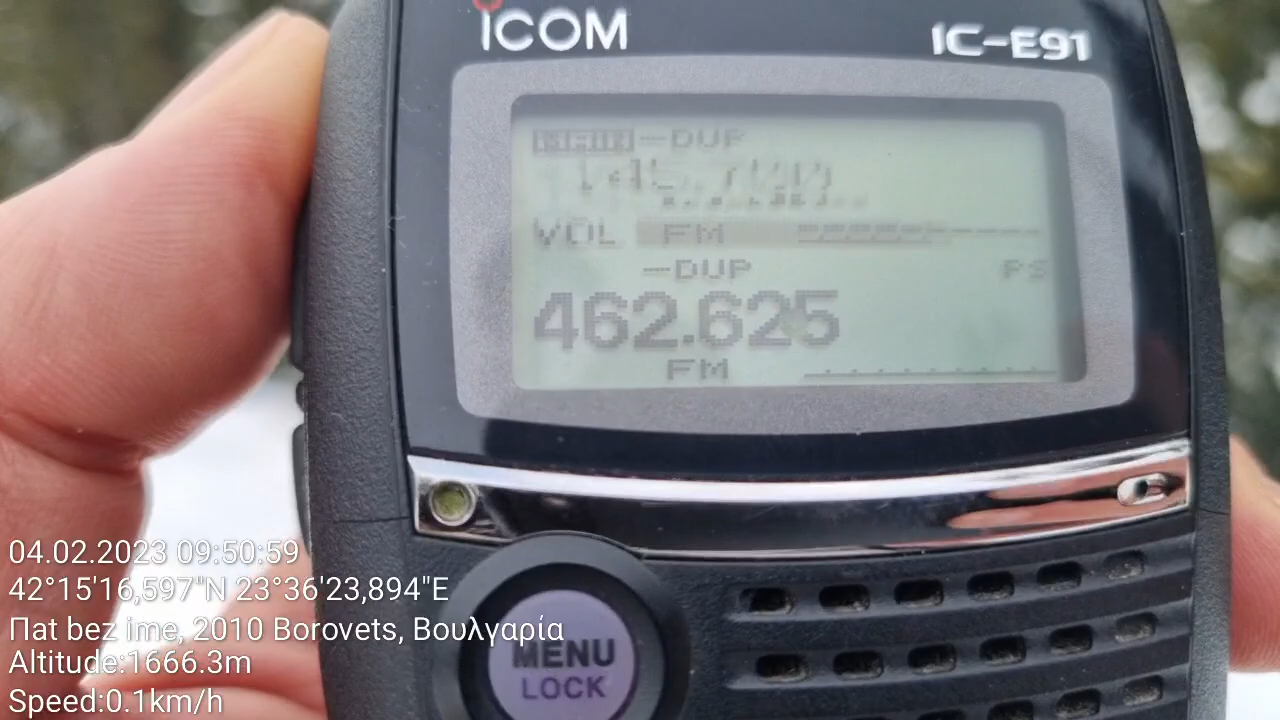 ICOM
IC-E91
-DUP
VOL FM
-DUP PS
462.625
FM
MENU
LOCK
04.02.2023 09:50:59
42°15'16,597"N 23°36'23,894"E
Πat bez ime, 2010 Borovets, Βουλγαρία
Altitude:1666.3m
Speed:0.1km/h